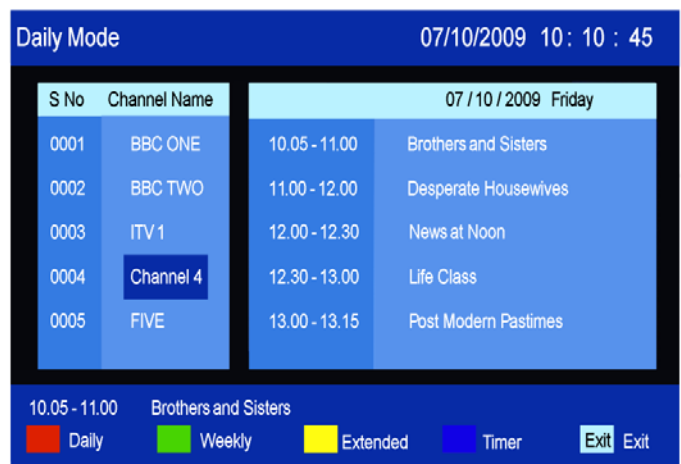 Daily Mode 07/10/2009 10 : 10 : 45
S No Channel Name 07 / 10 / 2009 Friday
0001 BBC ONE 10.05 - 11.00 Brothers and Sisters
0002 BBC TWO 11.00 - 12.00 Desperate Housewives
0003 ITV 1 12.00 - 12.30 News at Noon
0004 Channel 4 12.30 - 13.00 Life Class
0005 FIVE 13.00 - 13.15 Post Modern Pastimes
10.05 - 11.00 Brothers and Sisters
Daily Weekly Extended Timer Exit Exit